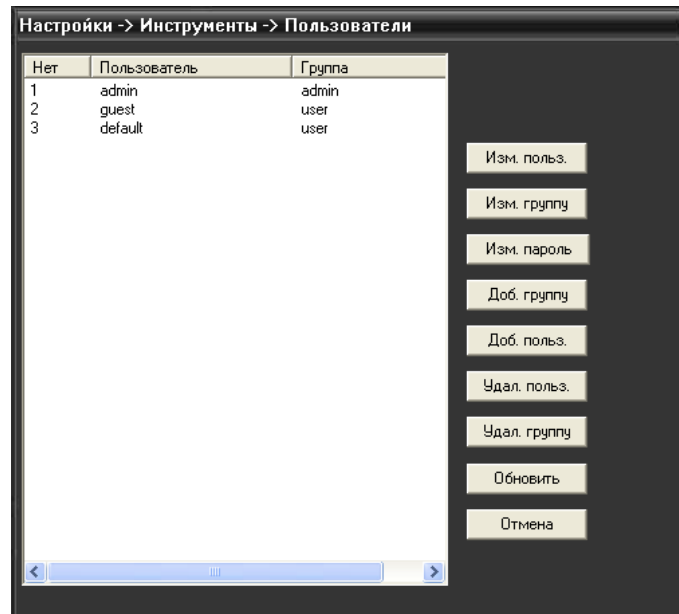 Настройки -> Инструменты -> Пользователи
Нет Пользователь Группа
1 admin admin
2 guest user
3 default user
Изм. польз.
Изм. группу
Изм. пароль
Доб. группу
Доб. польз.
Удал. польз.
Удал. группу
Обновить
Отмена